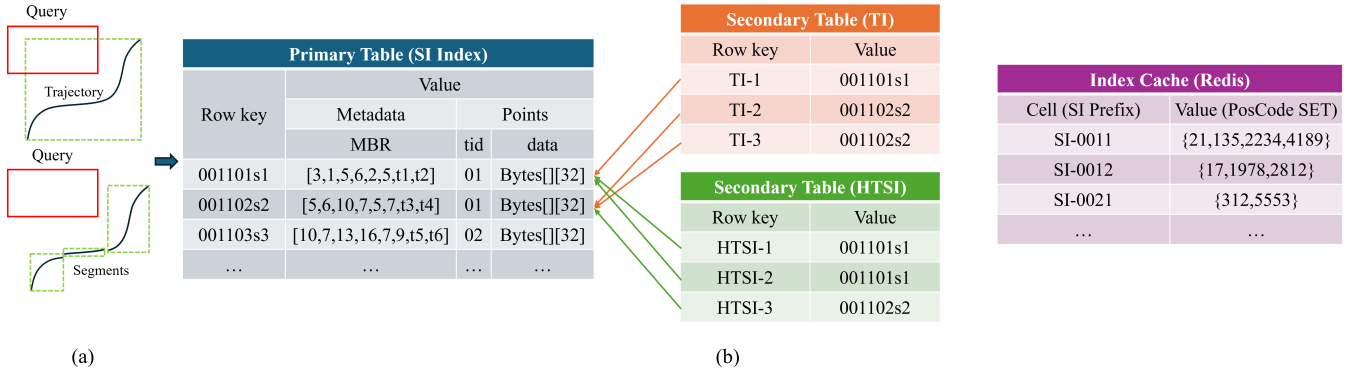 Query
Trajectory
Query
Segments
(a)
Primary Table (SI Index)
Row key
Value
Metadata
Points
MBR
tid
data
001101s1
[3,1,5,6,2,5,t1,t2]
01
Bytes[][32]
001102s2
[5,6,10,7,5,7,t3,t4]
01
Bytes[][32]
001103s3
[10,7,13,16,7,9,t5,t6]
02
Bytes[][32]
…
…
…
…
Secondary Table (TI)
Row key
Value
TI-1
001101s1
TI-2
001102s2
TI-3
001102s2
Secondary Table (HTSI)
Row key
Value
HTSI-1
001101s1
HTSI-2
001101s1
HTSI-3
001102s2
(b)
Index Cache (Redis)
Cell (SI Prefix)
Value (PosCode SET)
SI-0011
{21,135,2234,4189}
SI-0012
{17,1978,2812}
SI-0021
{312,5553}
…
…